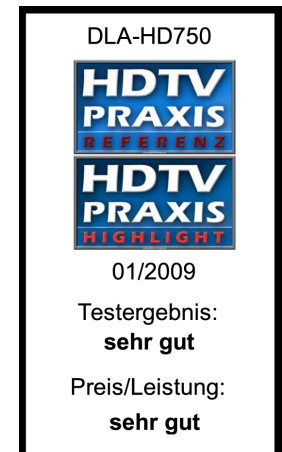 DLA-HD750
HDTV
PRAXIS
REFERENZ
HDTV
PRAXIS
HIGHLIGHT
01/2009
Testergebnis:
sehr gut
Preis/Leistung:
sehr gut